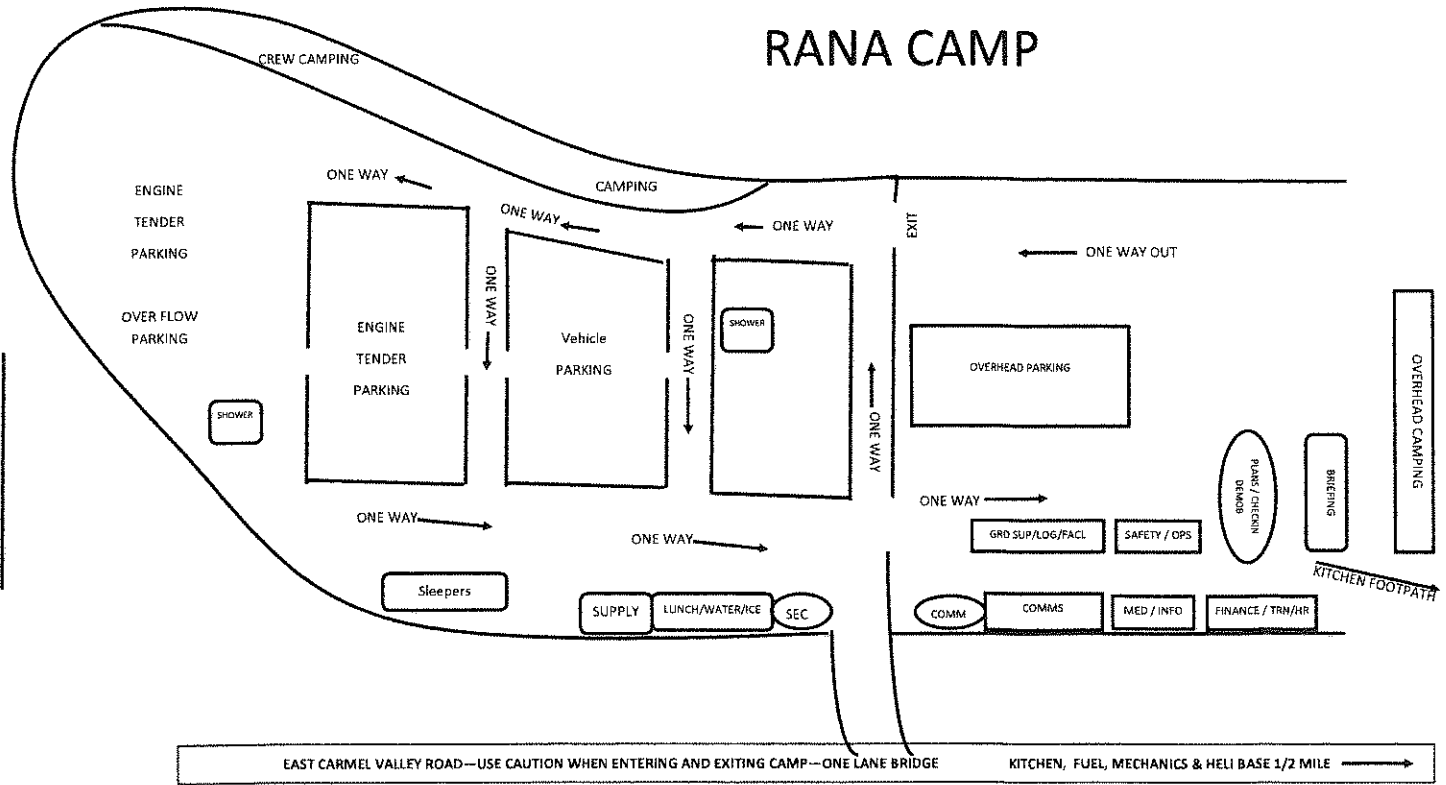 RANA CAMP
CREW CAMPING
CAMPING
ONE WAY
ONE WAY
ONE WAY
EXIT
ONE WAY OUT
ENGINE
TENDER
PARKING
OVER FLOW
PARKING
SHOWER
ENGINE
TENDER
PARKING
ONE WAY
Vehicle
PARKING
ONE WAY
SHOWER
ONE WAY
OVERHEAD PARKING
OVERHEAD CAMPING
PLANS / CHECKIN
DEMOB
BRIEFING
ONE WAY
ONE WAY
ONE WAY
GRD SUP/LOG/FACL
SAFETY / OPS
KITCHEN FOOTPATH
Sleepers
SUPPLY
LUNCH/WATER/ICE
SEC
COMM
COMMS
MED / INFO
FINANCE / TRN/HR
EAST CARMEL VALLEY ROAD—USE CAUTION WHEN ENTERING AND EXITING CAMP—ONE LANE BRIDGE KITCHEN, FUEL, MECHANICS & HELI BASE 1/2 MILE